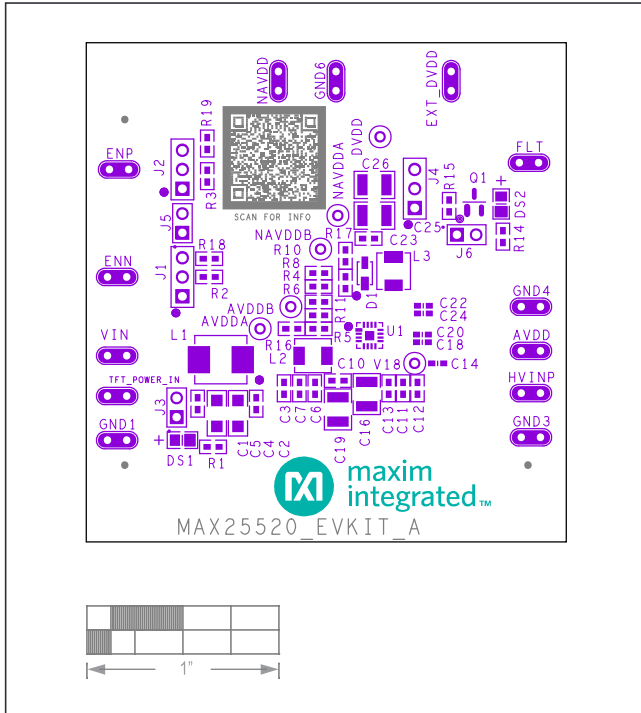 NAVDD
GND6
EXT_DVDD
R19
DVDD
ENP
J2
R3
SCAN FOR INFO
NAVDDA
C26
J4
R15
Q1
+
FLT
DS2
J5
C25
R14
NAVDDB
R17
C23
J6
R18
R10
R8
L3
ENN
J1
R4
R2
R6
D1
AVDDB
R11
C22
C24
GND4
AVDDA
U1
VIN
L1
R16
R5
C20
C18
AVDD
L2
C10
V18
C14
TFT_POWER_IN
HVINP
J3
C3
C7
C6
C13
C11
C12
GND1
C19
C16
GND3
+
DS1
R1
C1
C5
C4
C2
maxim
integrated™
MAX25520_EVKIT_A
1"